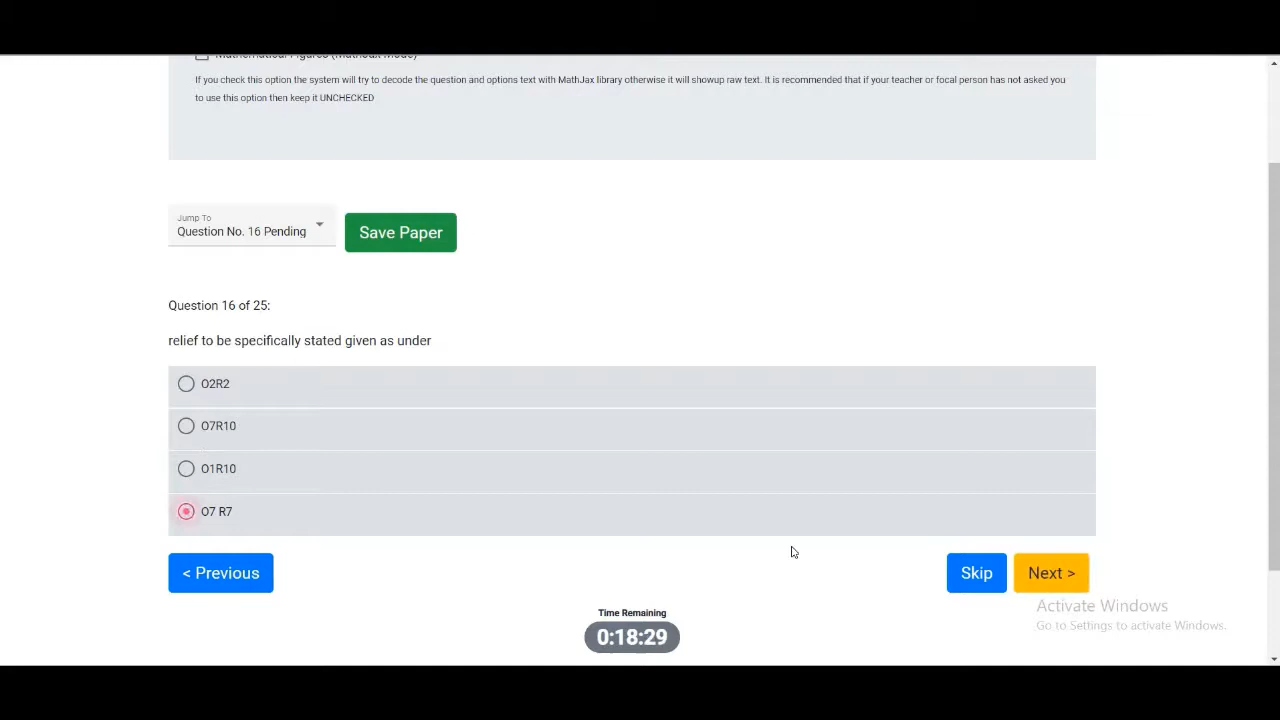 Mathematical Figures (MathJax Mode)
If you check this option the system will try to decode the question and options text with MathJax library otherwise it will showup raw text. It is recommended that if your teacher or focal person has not asked you
to use this option then keep it UNCHECKED
Jump To
Question No. 16 Pending
Save Paper
Question 16 of 25:
relief to be specifically stated given as under
O2R2
O7R10
O1R10
O7 R7
< Previous
Skip
Next >
Time Remaining
0:18:29
Activate Windows
Go to Settings to activate Windows.